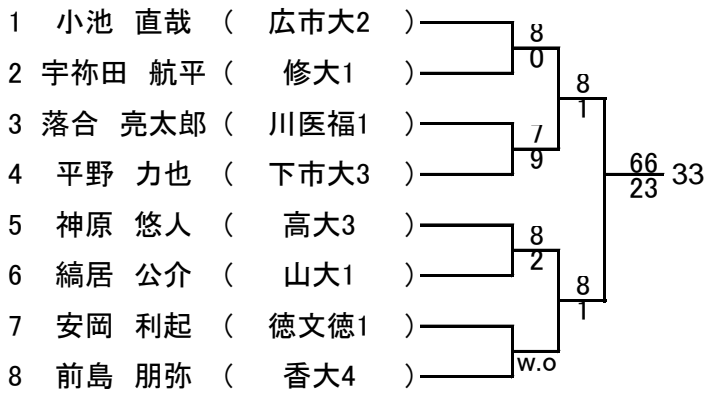 1 小池 直哉 ( 広市大2 )
8
0
2 宇祢田 航平 ( 修大1 )
8
1
3 落合 亮太郎 ( 川医福1 )
7
9
4 平野 力也 ( 下市大3 )
66
23
33
5 神原 悠人 ( 高大3 )
8
2
6 縞居 公介 ( 山大1 )
8
1
7 安岡 利起 ( 徳文徳1 )
w.o
8 前島 朋弥 ( 香大4 )